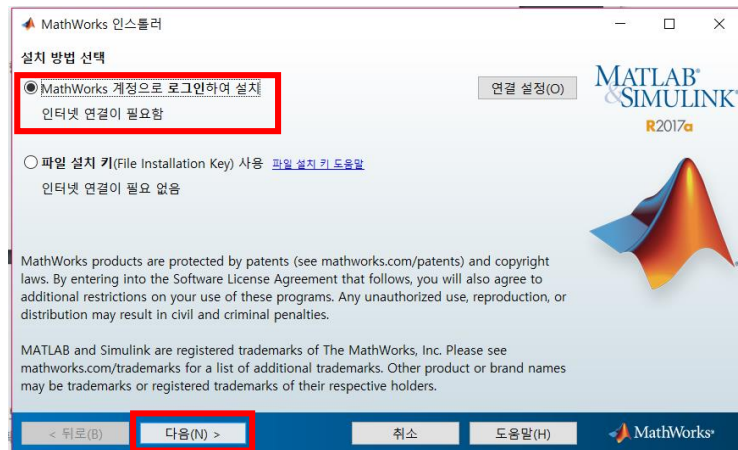 MathWorks 인스톨러
설치 방법 선택
MathWorks 계정으로 로그인하여 설치
연결 설정(O)
인터넷 연결이 필요함
MATLAB®
&SIMULINK®
R2017a
파일 설치 키(File Installation Key) 사용 파일 설치 키 도움말
인터넷 연결이 필요 없음
MathWorks products are protected by patents (see mathworks.com/patents) and copyright
laws. By entering into the Software License Agreement that follows, you will also agree to
additional restrictions on your use of these programs. Any unauthorized use, reproduction, or
distribution may result in civil and criminal penalties.
MATLAB and Simulink are registered trademarks of The MathWorks, Inc. Please see
mathworks.com/trademarks for a list of additional trademarks. Other product or brand names
may be trademarks or registered trademarks of their respective holders.
< 뒤로(B)
다음(N) >
취소
도움말(H)
MathWorks®